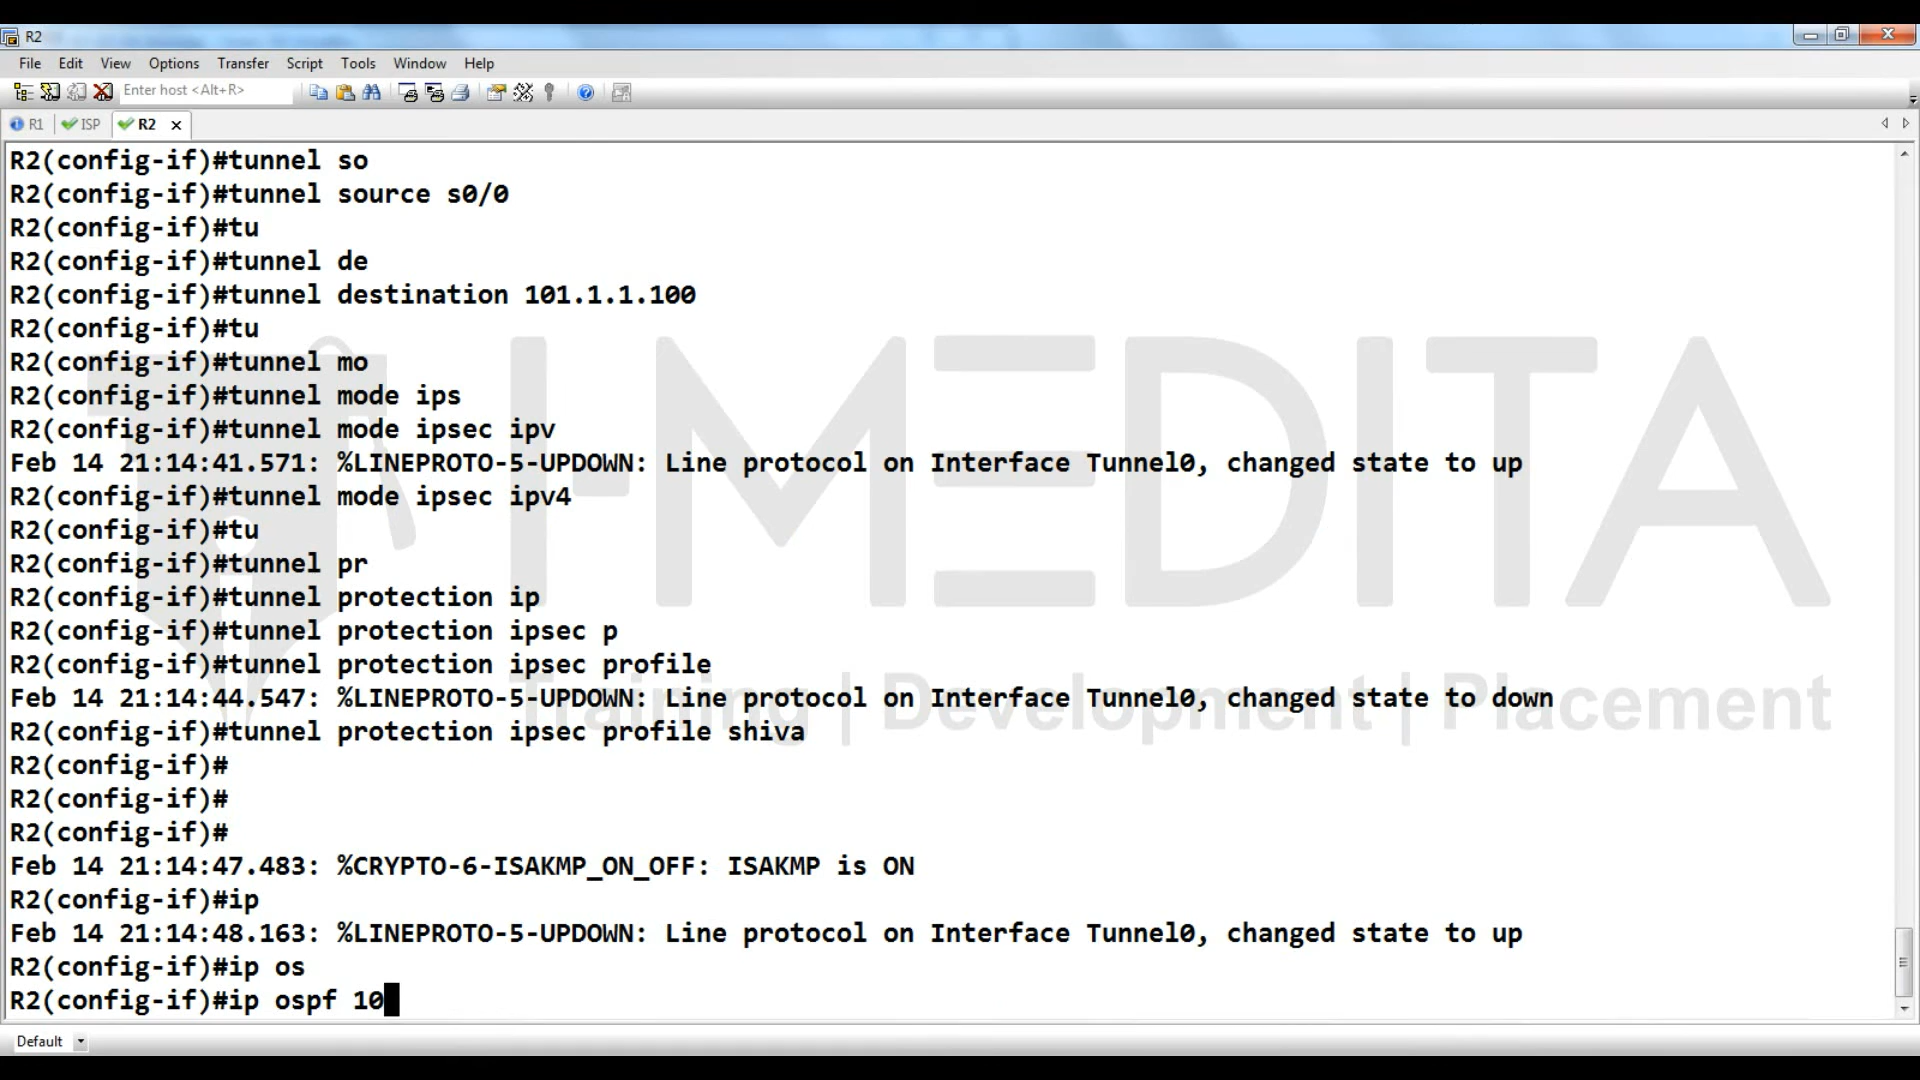 R2
File Edit View Options Transfer Script Tools Window Help
Enter host <Alt+R>
R1 ISP R2
R2(config-if)#tunnel so
R2(config-if)#tunnel source s0/0
R2(config-if)#tu
R2(config-if)#tunnel de
R2(config-if)#tunnel destination 101.1.1.100
R2(config-if)#tu
R2(config-if)#tunnel mo
R2(config-if)#tunnel mode ips
R2(config-if)#tunnel mode ipsec ipv
Feb 14 21:14:41.571: %LINEPROTO-5-UPDOWN: Line protocol on Interface Tunnel0, changed state to up
R2(config-if)#tunnel mode ipsec ipv4
R2(config-if)#tu
R2(config-if)#tunnel pr
R2(config-if)#tunnel protection ip
R2(config-if)#tunnel protection ipsec p
R2(config-if)#tunnel protection ipsec profile
Feb 14 21:14:44.547: %LINEPROTO-5-UPDOWN: Line protocol on Interface Tunnel0, changed state to down
R2(config-if)#tunnel protection ipsec profile shiva
R2(config-if)#
R2(config-if)#
R2(config-if)#
Feb 14 21:14:47.483: %CRYPTO-6-ISAKMP_ON_OFF: ISAKMP is ON
R2(config-if)#ip
Feb 14 21:14:48.163: %LINEPROTO-5-UPDOWN: Line protocol on Interface Tunnel0, changed state to up
R2(config-if)#ip os
R2(config-if)#ip ospf 10
I-MEDITA
Training | Development | Placement
Default